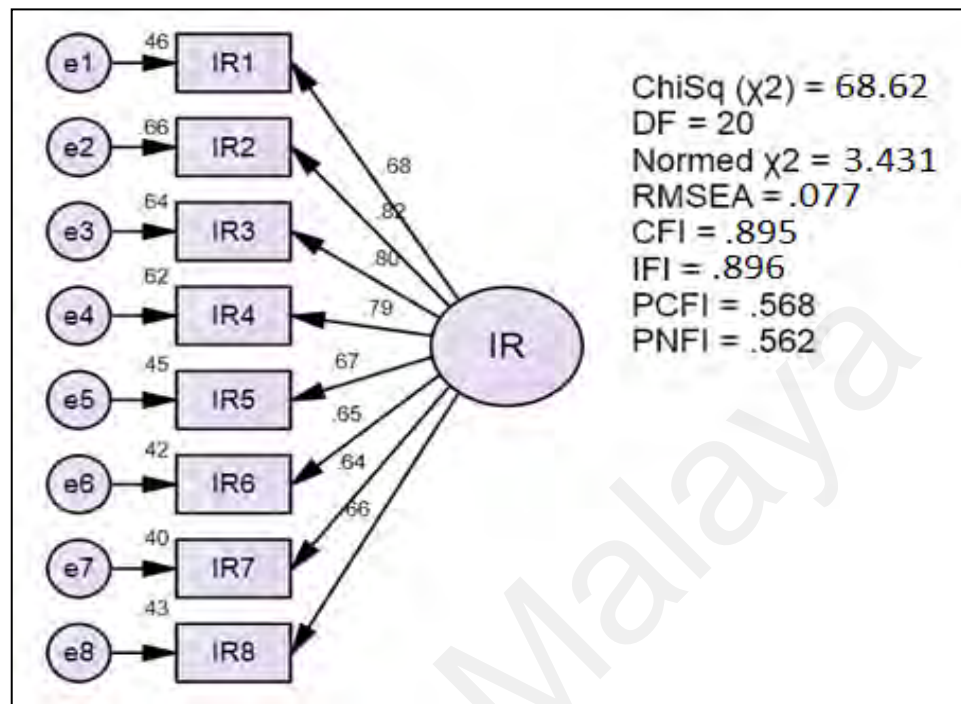 e1
.46
IR1
e2
.66
IR2
e3
.64
IR3
e4
.62
IR4
e5
.45
IR5
e6
.42
IR6
e7
.40
IR7
e8
.43
IR8
.68
.82
.80
.79
.67
.65
.64
.66
IR
ChiSq (χ2) = 68.62
DF = 20
Normed χ2 = 3.431
RMSEA = .077
CFI = .895
IFI = .896
PCFI = .568
PNFI = .562
Malaya